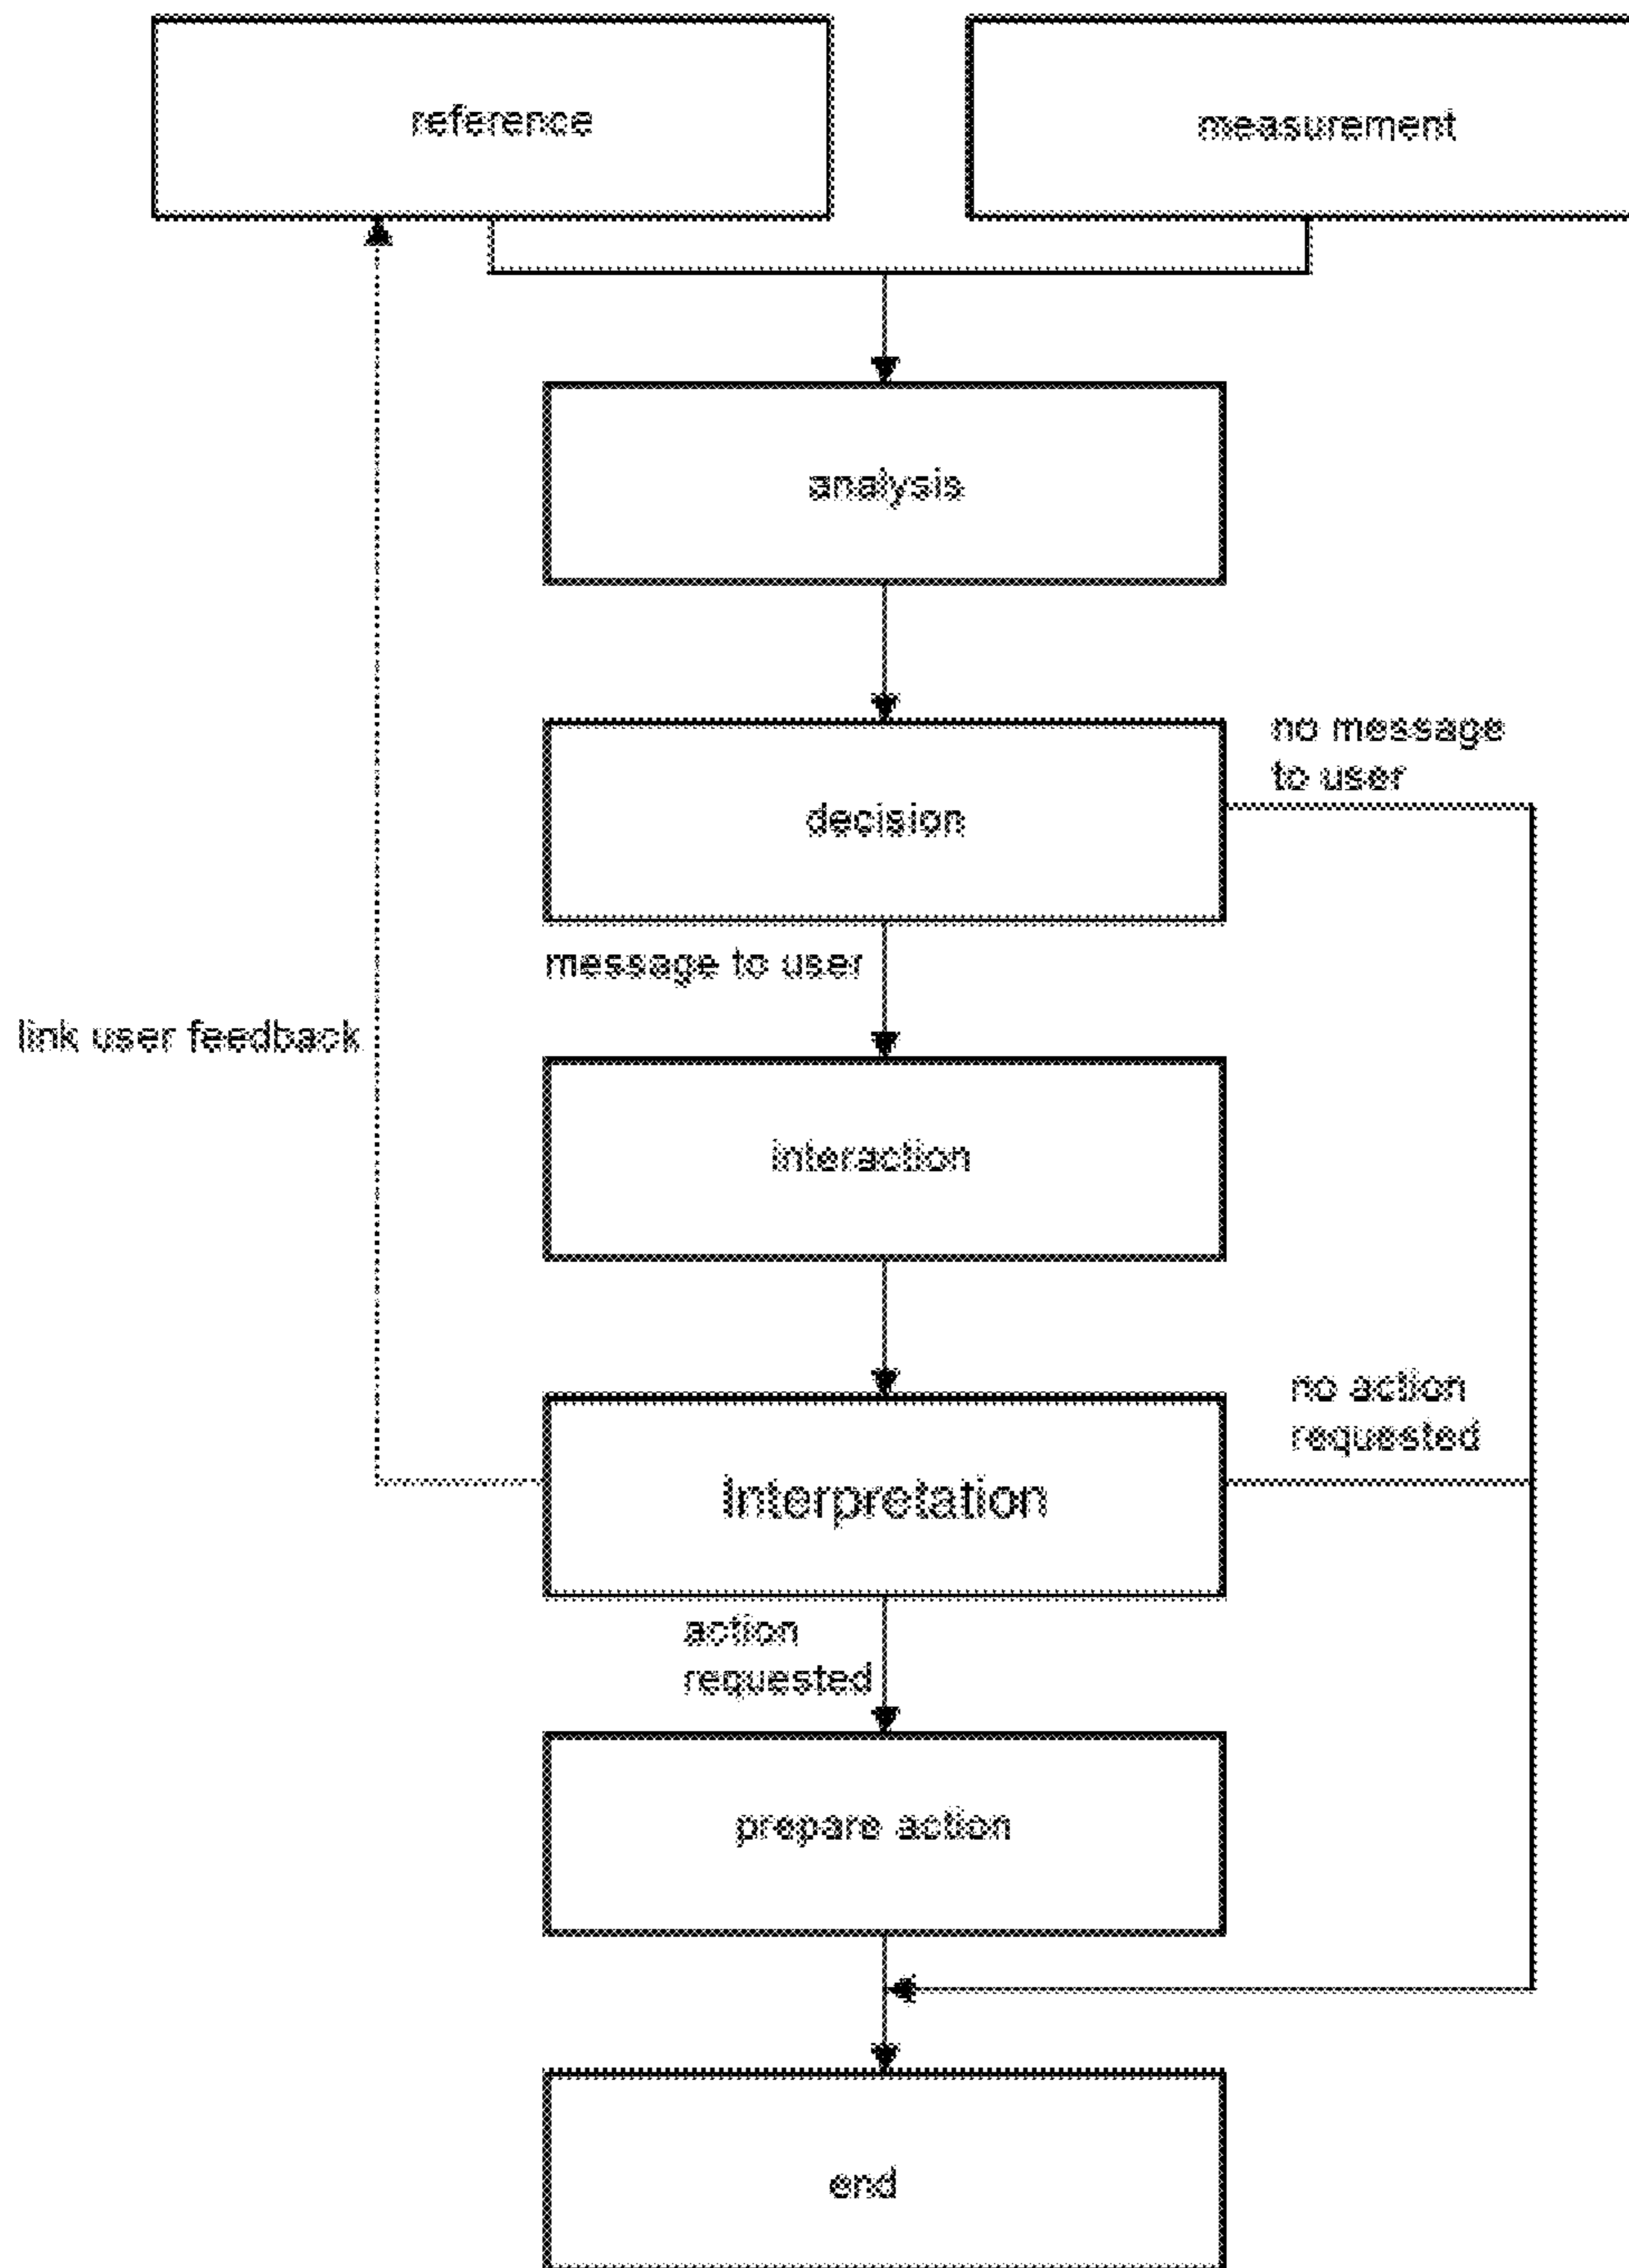 reference
measurement
analysis
no message
to user
decision
message to user
link user feedback
interaction
no action
requested
Interpretation
action
requested
prepare action
end